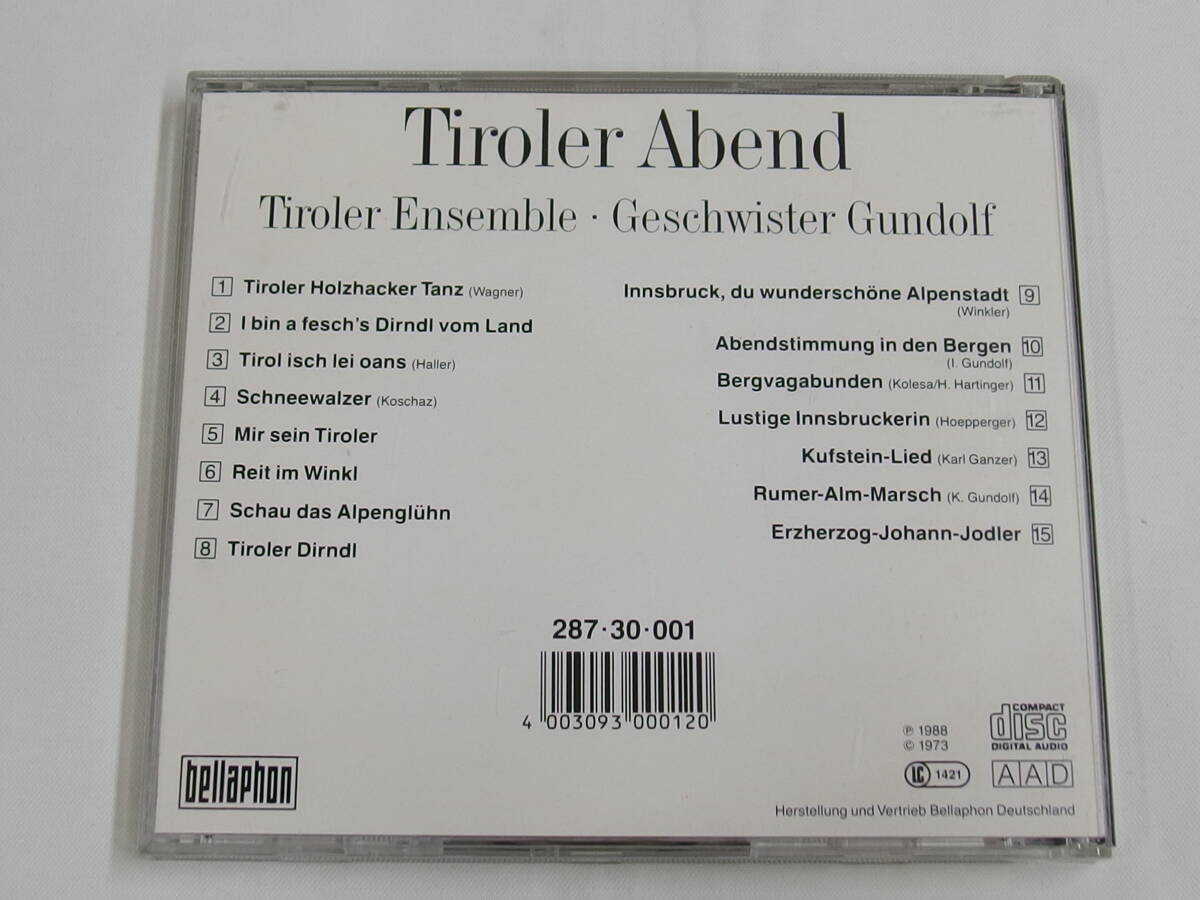 Tiroler Abend
Tiroler Ensemble · Geschwister Gundolf
1 Tiroler Holzhacker Tanz (Wagner)
2 I bin a fesch's Dirndl vom Land
3 Tirol isch lei oans (Haller)
4 Schneewalzer (Koschaz)
5 Mir sein Tiroler
6 Reit im Winkl
7 Schau das Alpenglühn
8 Tiroler Dirndl
Innsbruck, du wunderschöne Alpenstadt 9
(Winkler)
Abendstimmung in den Bergen 10
(I. Gundolf)
Bergvagabunden (Kolesa/H. Hartinger) 11
Lustige Innsbruckerin (Hoepperger) 12
Kufstein-Lied (Karl Ganzer) 13
Rumer-Alm-Marsch (K. Gundolf) 14
Erzherzog-Johann-Jodler 15
287·30·001
4 003093 000120
bellaphon
℗ 1988
© 1973
LC 1421
COMPACT
disc
DIGITAL AUDIO
AAD
Herstellung und Vertrieb Bellaphon Deutschland